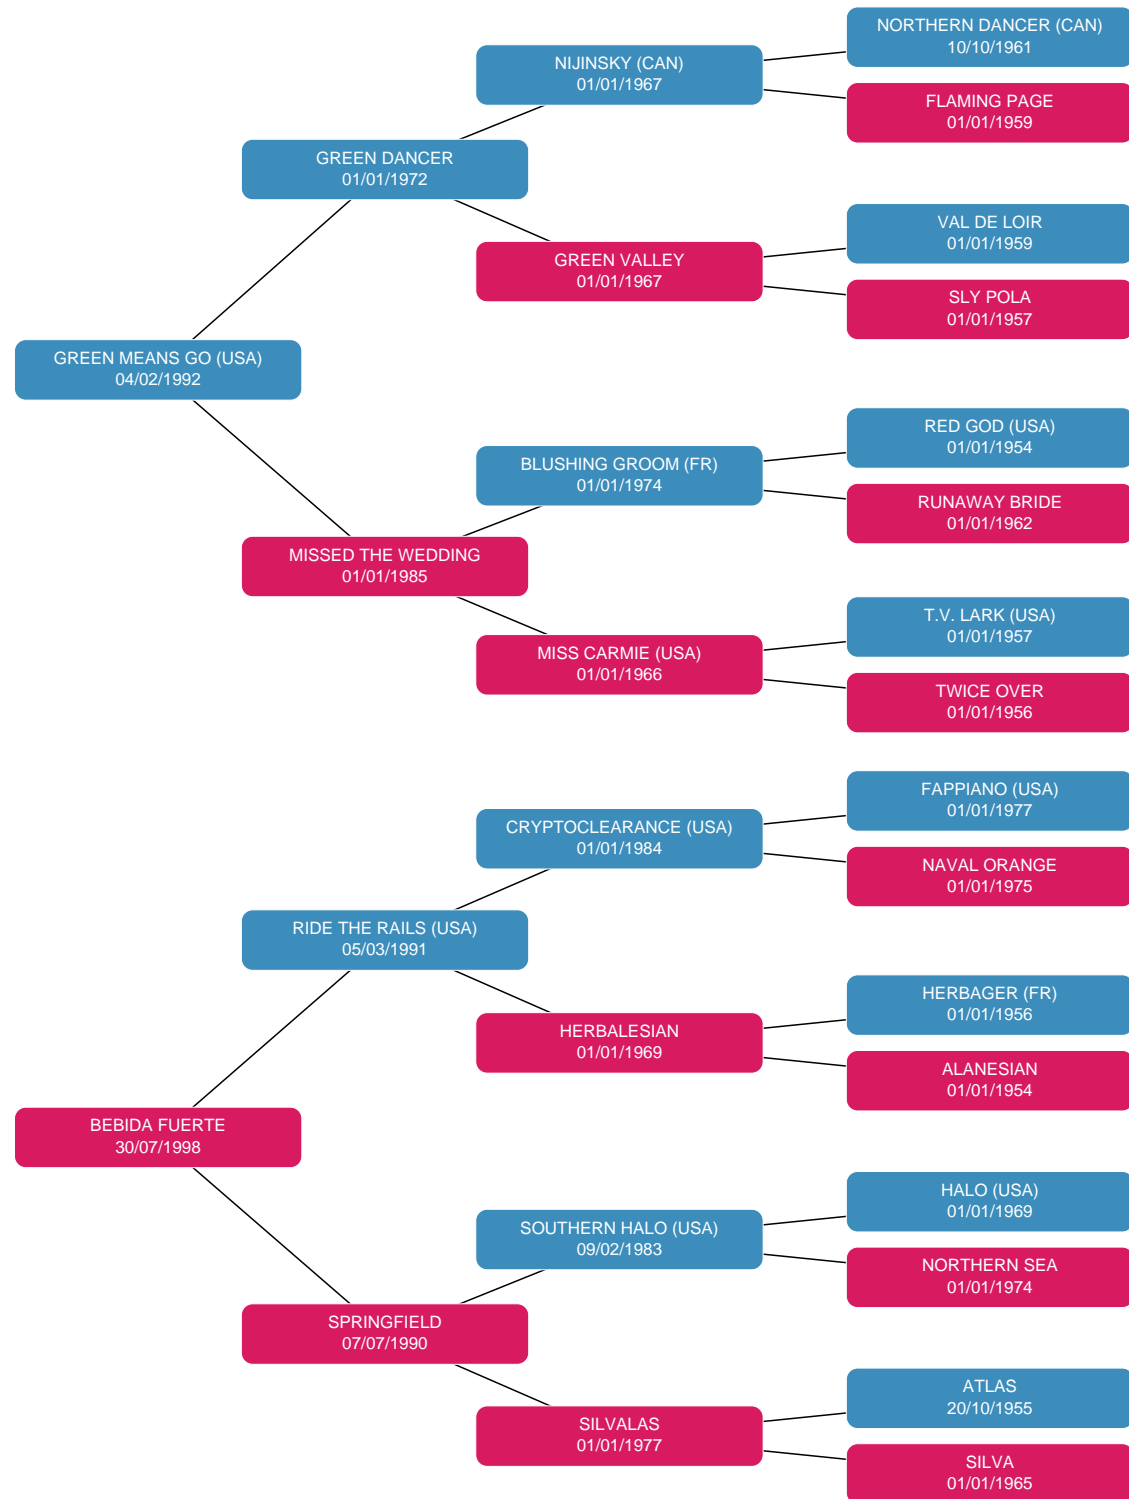 NORTHERN DANCER (CAN)
10/10/1961
NIJINSKY (CAN)
01/01/1967
FLAMING PAGE
01/01/1959
GREEN DANCER
01/01/1972
VAL DE LOIR
01/01/1959
GREEN VALLEY
01/01/1967
SLY POLA
01/01/1957
GREEN MEANS GO (USA)
04/02/1992
RED GOD (USA)
01/01/1954
BLUSHING GROOM (FR)
01/01/1974
RUNAWAY BRIDE
01/01/1962
MISSED THE WEDDING
01/01/1985
T.V. LARK (USA)
01/01/1957
MISS CARMIE (USA)
01/01/1966
TWICE OVER
01/01/1956
FAPPIANO (USA)
01/01/1977
CRYPTOCLEARANCE (USA)
01/01/1984
NAVAL ORANGE
01/01/1975
RIDE THE RAILS (USA)
05/03/1991
HERBAGER (FR)
01/01/1956
HERBALESIAN
01/01/1969
ALANESIAN
01/01/1954
BEBIDA FUERTE
30/07/1998
HALO (USA)
01/01/1969
SOUTHERN HALO (USA)
09/02/1983
NORTHERN SEA
01/01/1974
SPRINGFIELD
07/07/1990
ATLAS
20/10/1955
SILVALAS
01/01/1977
SILVA
01/01/1965